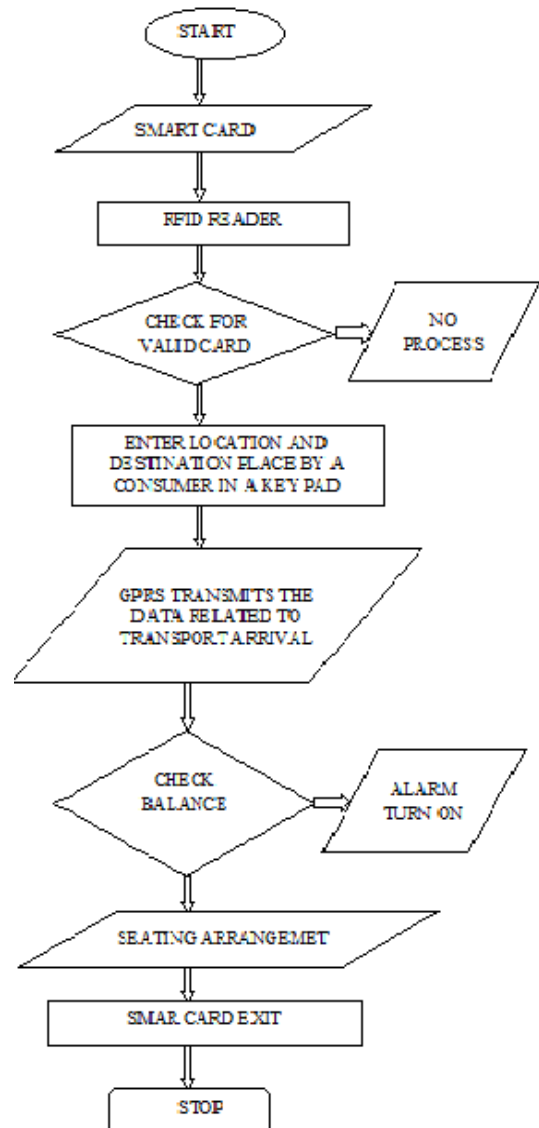 START
SMART CARD
RFID READER
CHECK FOR
VALID CARD
NO
PROCESS
ENTER LOCATION AND
DESTINATION PLACE BY A
CONSUMER IN A KEY PAD
GPRS TRANSMITS THE
DATA RELATED TO
TRANSPORT ARRIVAL
CHECK
BALANCE
ALARM
TURN ON
SEATING ARRANGEMET
SMAR CARD EXIT
STOP